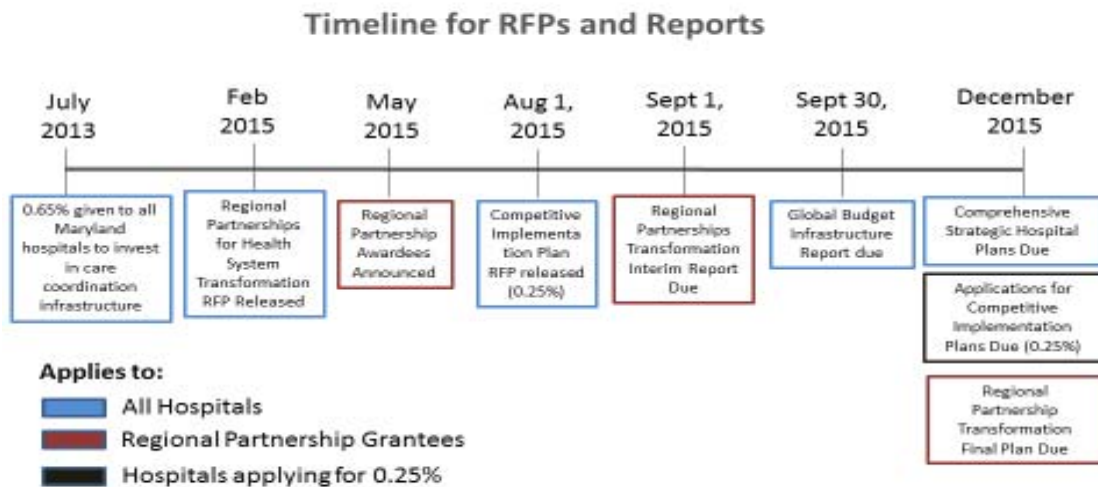 Timeline for RFPs and Reports
July
2013
Feb
2015
May
2015
Aug 1,
2015
Sept 1,
2015
Sept 30,
2015
December
2015
0.65% given to all
Maryland
hospitals to invest
in care
coordination
infrastructure
Regional
Partnerships
for Health
System
Transformation
RFP Released
Regional
Partnership
Awardees
Announced
Competitive
Implementa
tion Plan
RFP released
(0.25%)
Regional
Partnerships
Transformation
Interim Report
Due
Global Budget
Infrastructure
Report due
Comprehensive
Strategic Hospital
Plans Due
Applications for
Competitive
Implementation
Plans Due (0.25%)
Regional
Partnership
Transformation
Final Plan Due
Applies to:
All Hospitals
Regional Partnership Grantees
Hospitals applying for 0.25%